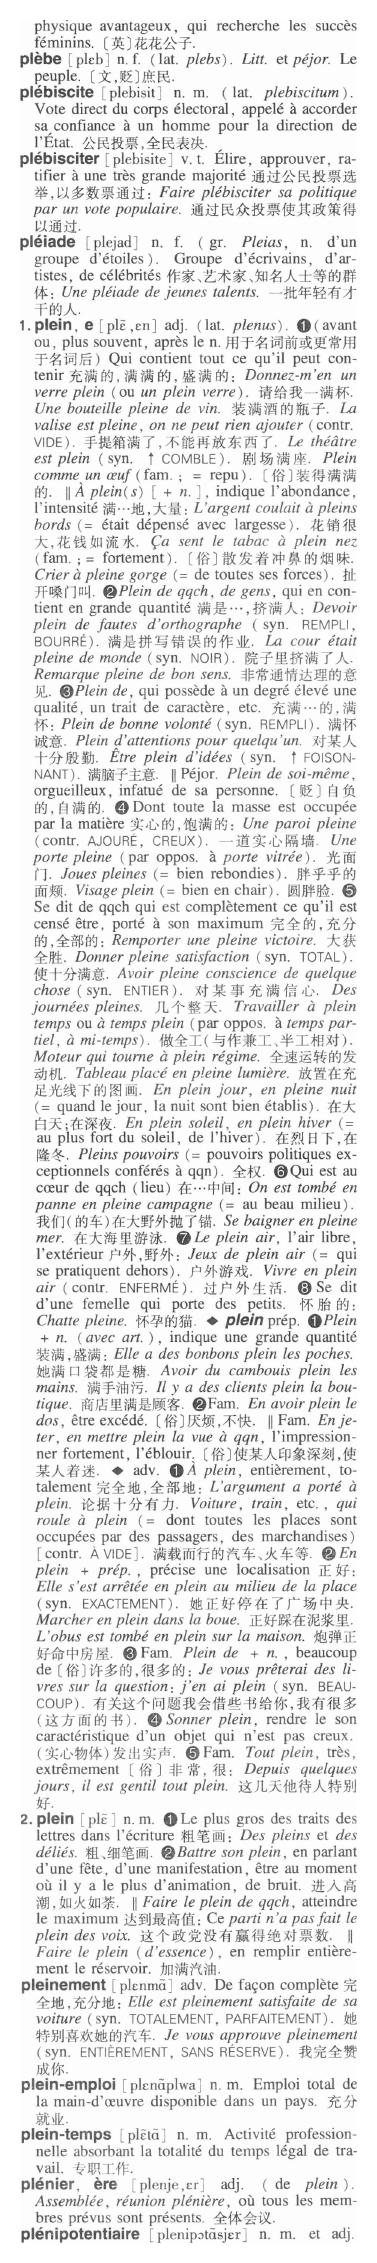 physique avantageux, qui recherche les succès
féminins. 〔英〕花花公子.
plèbe [plɛb] n. f. (lat. plebs). Litt. et péjor. Le
peuple. 〔文,贬〕庶民.
plébiscite [plebisit] n. m. (lat. plebiscitum).
Vote direct du corps électoral, appelé à accorder
sa confiance à un homme pour la direction de
l'État. 公民投票,全民表决.
plébisciter [plebisite] v. t. Élire, approuver, ra-
tifier à une très grande majorité 通过公民投票选
举,以多数票通过: Faire plébisciter sa politique
par un vote populaire. 通过民众投票使其政策得
以通过.
pléiade [plejad] n. f. (gr. Pleias, n. d'un
groupe d'étoiles). Groupe d'écrivains, d'ar-
tistes, de célébrités 作家、艺术家、知名人士等的群
体: Une pléiade de jeunes talents. 一批年轻有才
干的人.
1. plein, e [plɛ̃,ɛn] adj. (lat. plenus). ❶(avant
ou, plus souvent, après le n. 用于名词前或更常用
于名词后) Qui contient tout ce qu'il peut con-
tenir 充满的,满满的,盛满的: Donnez-m'en un
verre plein (ou un plein verre). 请给我一满杯.
Une bouteille pleine de vin. 装满酒的瓶子. La
valise est pleine, on ne peut rien ajouter (contr.
VIDE). 手提箱满了,不能再放东西了. Le théâtre
est plein (syn. ↑ COMBLE). 剧场满座. Plein
comme un œuf (fam. ; = repu). 〔俗〕装得满满
的. ‖ À plein(s) [+ n.], indique l'abondance,
l'intensité 满…地,大量: L'argent coulait à pleins
bords (= était dépensé avec largesse). 花销很
大,花钱如流水. Ça sent le tabac à plein nez
(fam. ; = fortement). 〔俗〕散发着冲鼻的烟味.
Crier à pleine gorge (= de toutes ses forces). 扯
开嗓门叫. ❷Plein de qqch, de gens, qui en con-
tient en grande quantité 满是…,挤满人: Devoir
plein de fautes d'orthographe (syn. REMPLI,
BOURRÉ). 满是拼写错误的作业. La cour était
pleine de monde (syn. NOIR). 院子里挤满了人.
Remarque pleine de bon sens. 非常通情达理的意
见. ❸Plein de, qui possède à un degré élevé une
qualité, un trait de caractère, etc. 充满…的,满
怀: Plein de bonne volonté (syn. REMPLI). 满怀
诚意. Plein d'attentions pour quelqu'un. 对某人
十分殷勤. Être plein d'idées (syn. ↑ FOISON-
NANT). 满脑子主意. ‖ Péjor. Plein de soi-même,
orgueilleux, infatué de sa personne. 〔贬〕自负
的,自满的. ❹Dont toute la masse est occupée
par la matière 实心的,饱满的: Une paroi pleine
(contr. AJOURÉ, CREUX). 一道实心隔墙. Une
porte pleine (par oppos. à porte vitrée). 光面
门. Joues pleines (= bien rebondies). 胖乎乎的
面颊. Visage plein (= bien en chair). 圆胖脸. ❺
Se dit de qqch qui est complètement ce qu'il est
censé être, porté à son maximum 完全的,充分
的,全部的: Remporter une pleine victoire. 大获
全胜. Donner pleine satisfaction (syn. TOTAL).
使十分满意. Avoir pleine conscience de quelque
chose (syn. ENTIER). 对某事充满信心. Des
journées pleines. 几个整天. Travailler à plein
temps ou à temps plein (par oppos. à temps par-
tiel, à mi-temps). 做全工(与作兼工、半工相对).
Moteur qui tourne à plein régime. 全速运转的发
动机. Tableau placé en pleine lumière. 放置在充
足光线下的图画. En plein jour, en pleine nuit
(= quand le jour, la nuit sont bien établis). 在大
白天;在深夜. En plein soleil, en plein hiver (=
au plus fort du soleil, de l'hiver). 在烈日下,在
隆冬. Pleins pouvoirs (= pouvoirs politiques ex-
ceptionnels conférés à qqn). 全权. ❻Qui est au
cœur de qqch (lieu) 在…中间: On est tombé en
panne en pleine campagne (= au beau milieu).
我们(的车)在大野外抛了锚. Se baigner en pleine
mer. 在大海里游泳. ❼Le plein air, l'air libre,
l'extérieur 户外,野外: Jeux de plein air (= qui
se pratiquent dehors). 户外游戏. Vivre en plein
air (contr. ENFERMÉ). 过户外生活. ❽Se dit
d'une femelle qui porte des petits. 怀胎的:
Chatte pleine. 怀孕的猫. ◆ plein prép. ❶Plein
+ n. (avec art.), indique une grande quantité
装满,盛满: Elle a des bonbons plein les poches.
她满口袋都是糖. Avoir du cambouis plein les
mains. 满手油污. Il y a des clients plein la bou-
tique. 商店里满是顾客. ❷Fam. En avoir plein le
dos, être excédé. 〔俗〕厌烦,不快. ‖ Fam. En je-
ter, en mettre plein la vue à qqn, l'impression-
ner fortement, l'éblouir. 〔俗〕使某人印象深刻,使
某人着迷. ◆ adv. ❶À plein, entièrement, to-
talement 完全地,全部地: L'argument a porté à
plein. 论据十分有力. Voiture, train, etc., qui
roule à plein (= dont toutes les places sont
occupées par des passagers, des marchandises)
[contr. À VIDE]. 满载而行的汽车、火车等. ❷En
plein + prép., précise une localisation 正好:
Elle s'est arrêtée en plein au milieu de la place
(syn. EXACTEMENT). 她正好停在了广场中央.
Marcher en plein dans la boue. 正好踩在泥浆里.
L'obus est tombé en plein sur la maison. 炮弹正
好命中房屋. ❸Fam. Plein de + n., beaucoup
de〔俗〕许多的,很多的: Je vous prêterai des li-
vres sur la question: j'en ai plein (syn. BEAU-
COUP). 有关这个问题我会借些书给你,我有很多
(这方面的书). ❹Sonner plein, rendre le son
caractéristique d'un objet qui n'est pas creux.
(实心物体)发出实声. ❺Fam. Tout plein, très,
extrêmement 〔俗〕非常,很: Depuis quelques
jours, il est gentil tout plein. 这几天他待人特别
好.
2. plein [plɛ̃] n. m. ❶Le plus gros des traits des
lettres dans l'écriture 粗笔画: Des pleins et des
déliés. 粗、细笔画. ❷Battre son plein, en parlant
d'une fête, d'une manifestation, être au moment
où il y a le plus d'animation, de bruit. 进入高
潮,如火如荼. ‖ Faire le plein de qqch, atteindre
le maximum 达到最高值: Ce parti n'a pas fait le
plein des voix. 这个政党没有赢得绝对票数. ‖
Faire le plein (d'essence), en remplir entière-
ment le réservoir. 加满汽油.
pleinement [plɛnmɑ̃] adv. De façon complète 完
全地,充分地: Elle est pleinement satisfaite de sa
voiture (syn. TOTALEMENT, PARFAITEMENT). 她
特别喜欢她的汽车. Je vous approuve pleinement
(syn. ENTIÈREMENT, SANS RÉSERVE). 我完全赞
成你.
plein-emploi [plɛnɑ̃plwa] n. m. Emploi total de
la main-d'œuvre disponible dans un pays. 充分
就业.
plein-temps [plɛ̃tɑ̃] n. m. Activité profession-
nelle absorbant la totalité du temps légal de tra-
vail. 专职工作.
plénier, ère [plenje,ɛr] adj. (de plein).
Assemblée, réunion plénière, où tous les mem-
bres prévus sont présents. 全体会议.
plénipotentiaire [plenipɔtɑ̃sjɛr] n. m. et adj.